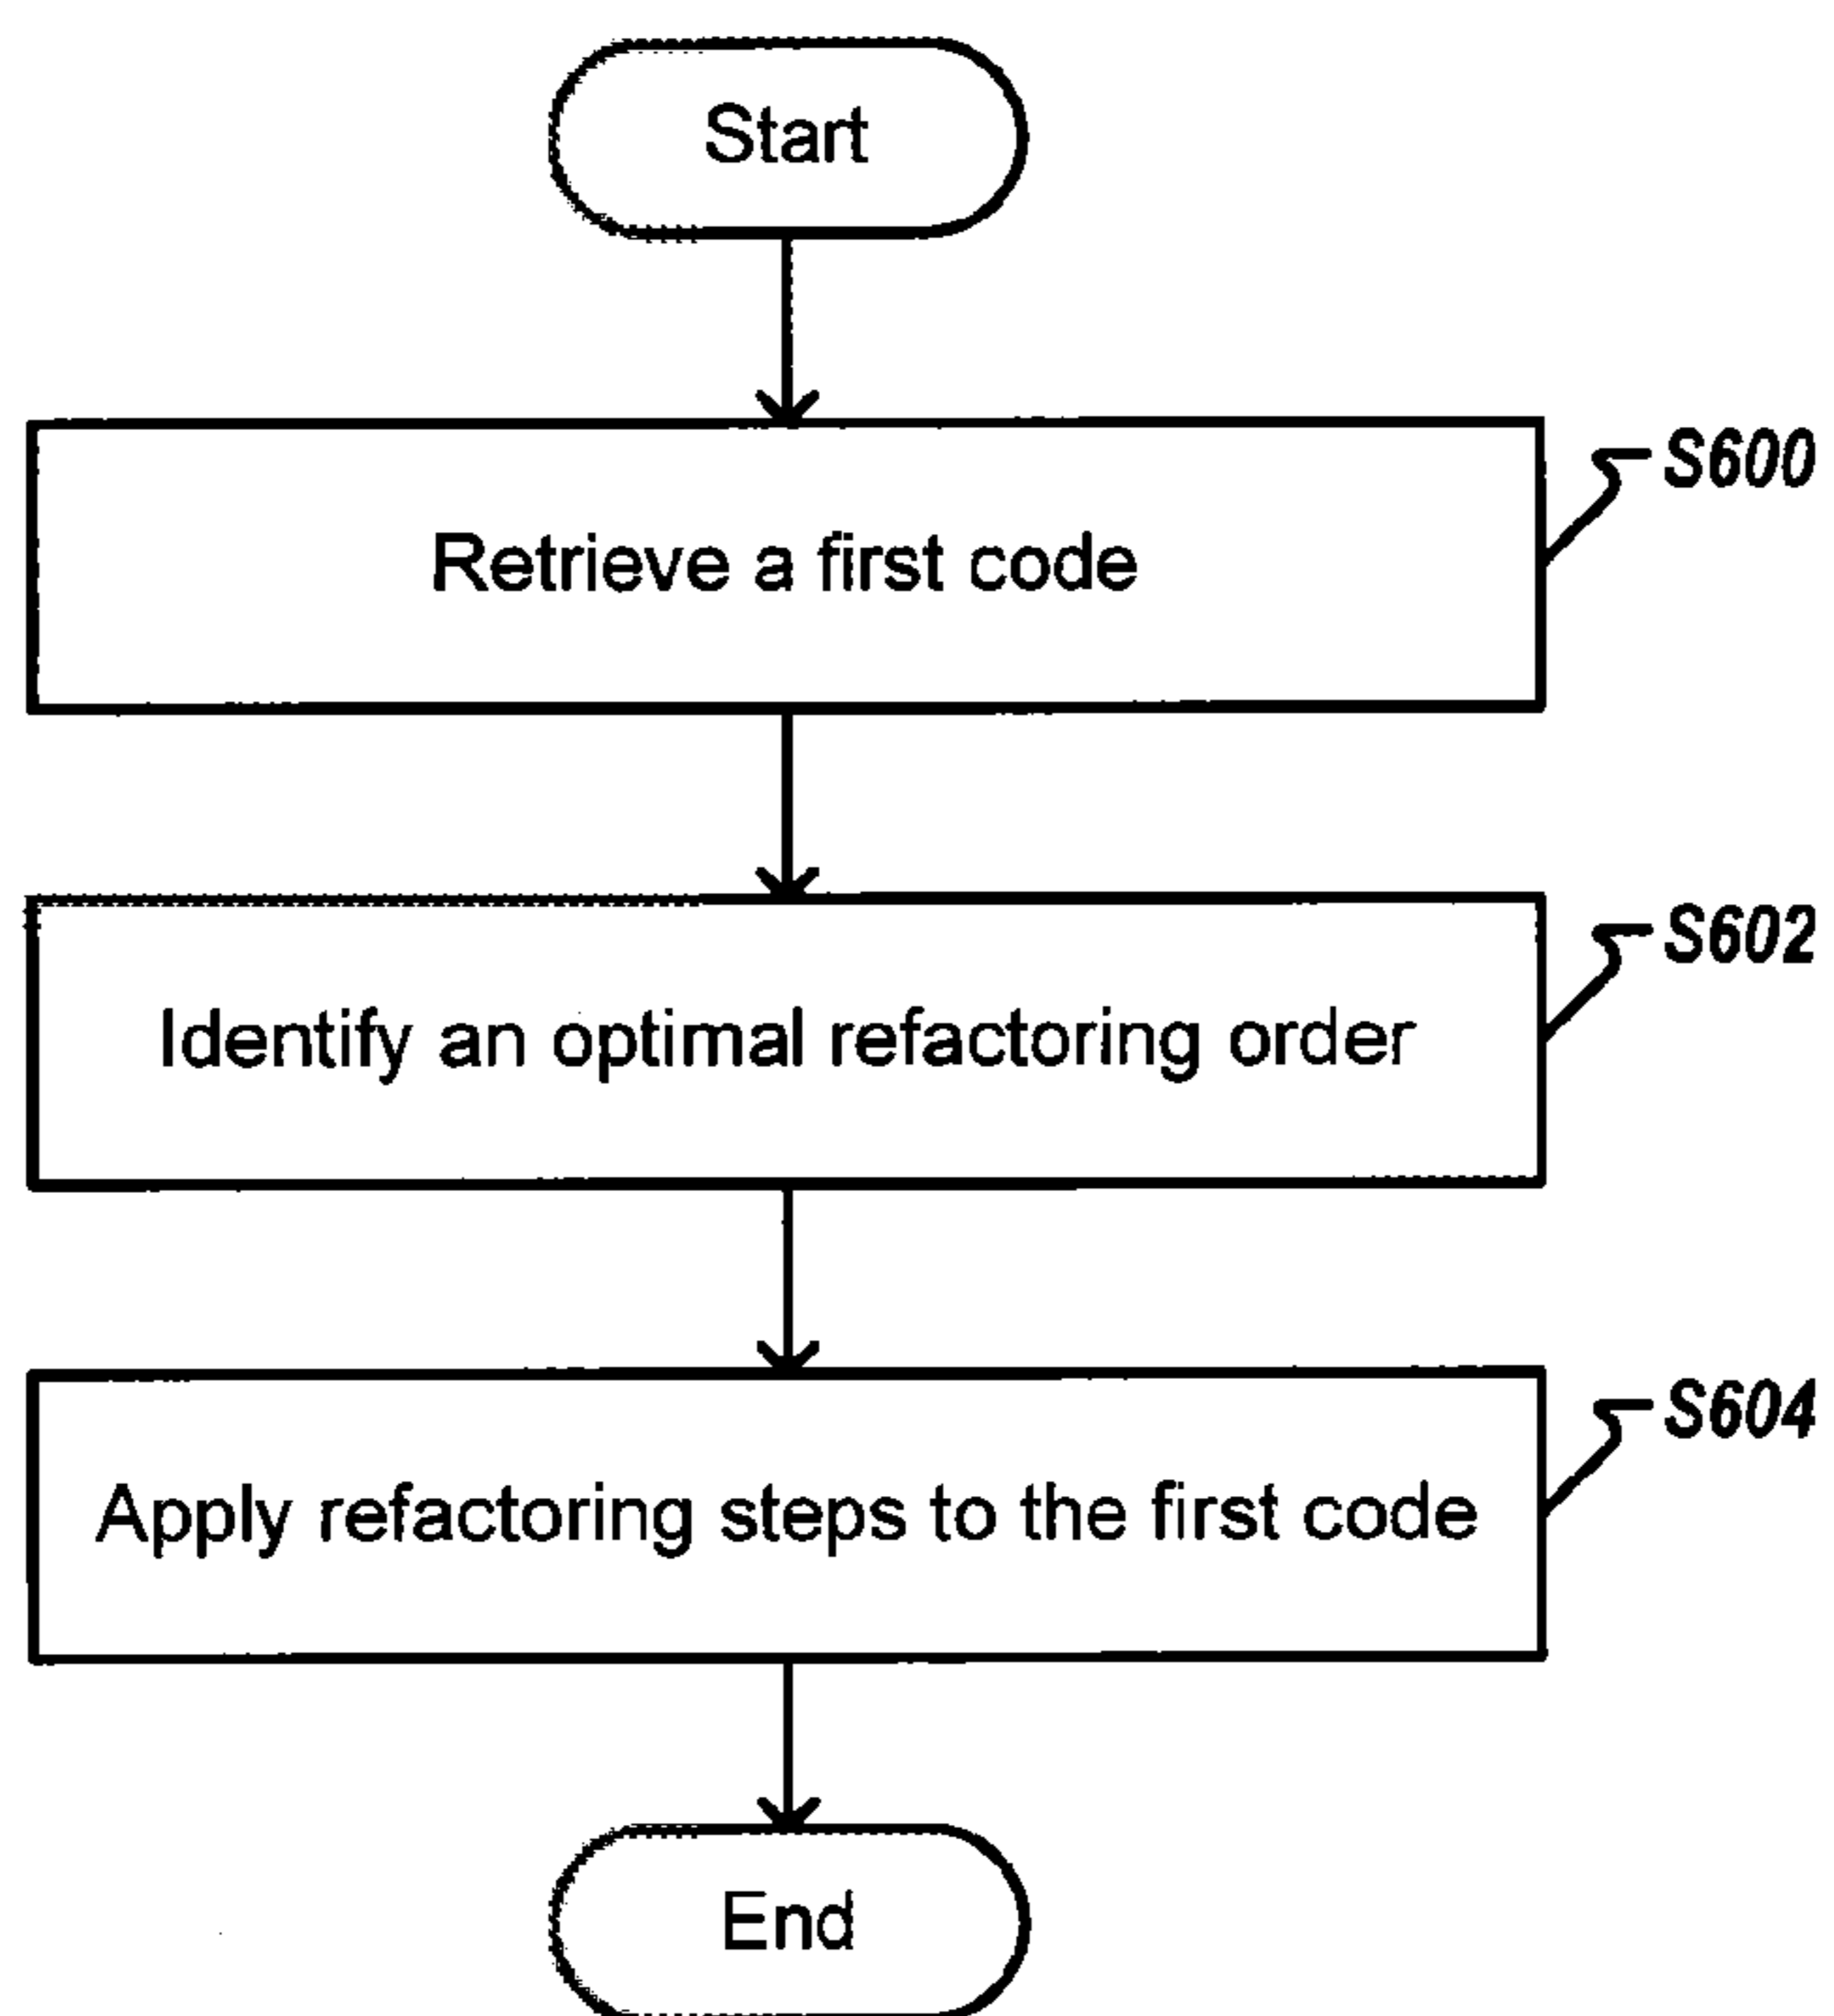 Start
S600
Retrieve a first code
S602
Identify an optimal refactoring order
S604
Apply refactoring steps to the first code
End